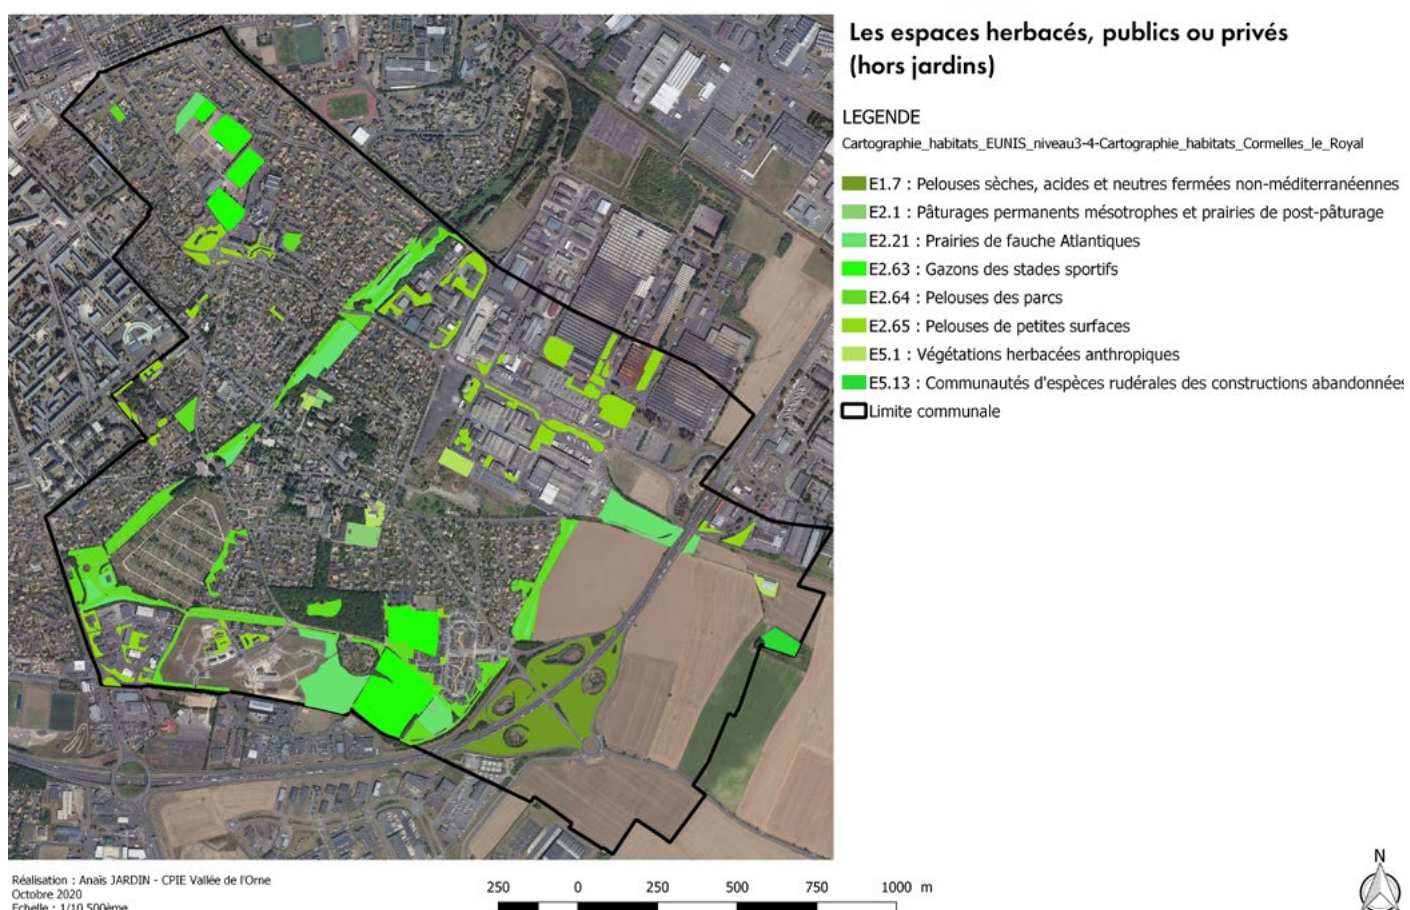 Les espaces herbacés, publics ou privés
(hors jardins)
LEGENDE
Cartographie_habitats_EUNIS_niveau3-4-Cartographie_habitats_Cormelles_le_Royal
E1.7 : Pelouses sèches, acides et neutres fermées non-méditerranéennes
E2.1 : Pâturages permanents mésotrophes et prairies de post-pâturage
E2.21 : Prairies de fauche Atlantiques
E2.63 : Gazons des stades sportifs
E2.64 : Pelouses des parcs
E2.65 : Pelouses de petites surfaces
E5.1 : Végétations herbacées anthropiques
E5.13 : Communautés d'espèces rudérales des constructions abandonnées
Limite communale
Réalisation : Anaïs JARDIN - CPIE Vallée de l'Orne
Octobre 2020
Echelle : 1/10 500ème
250 0 250 500 750 1000 m
N